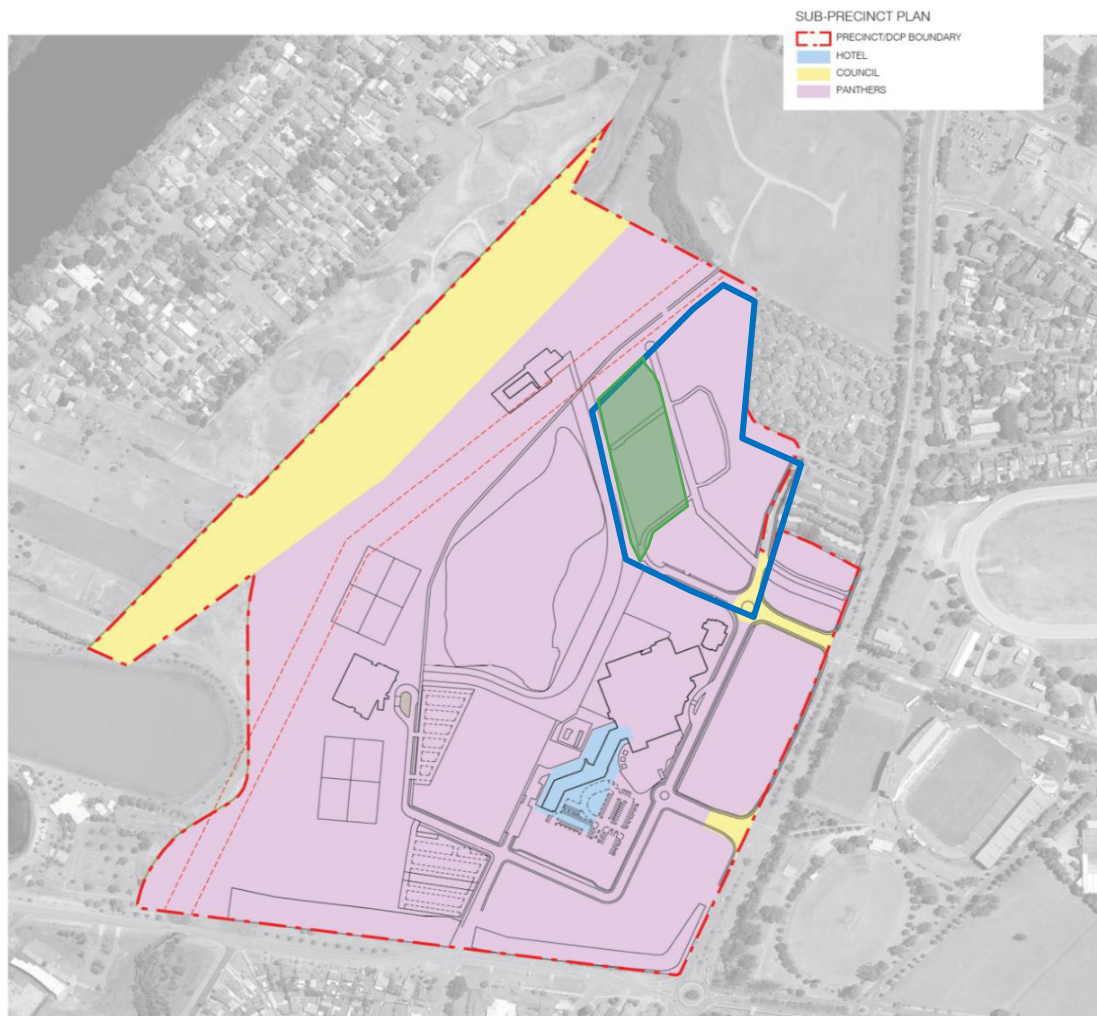 SUB-PRECINCT PLAN
PRECINCT/DCP BOUNDARY
HOTEL
COUNCIL
PANTHERS